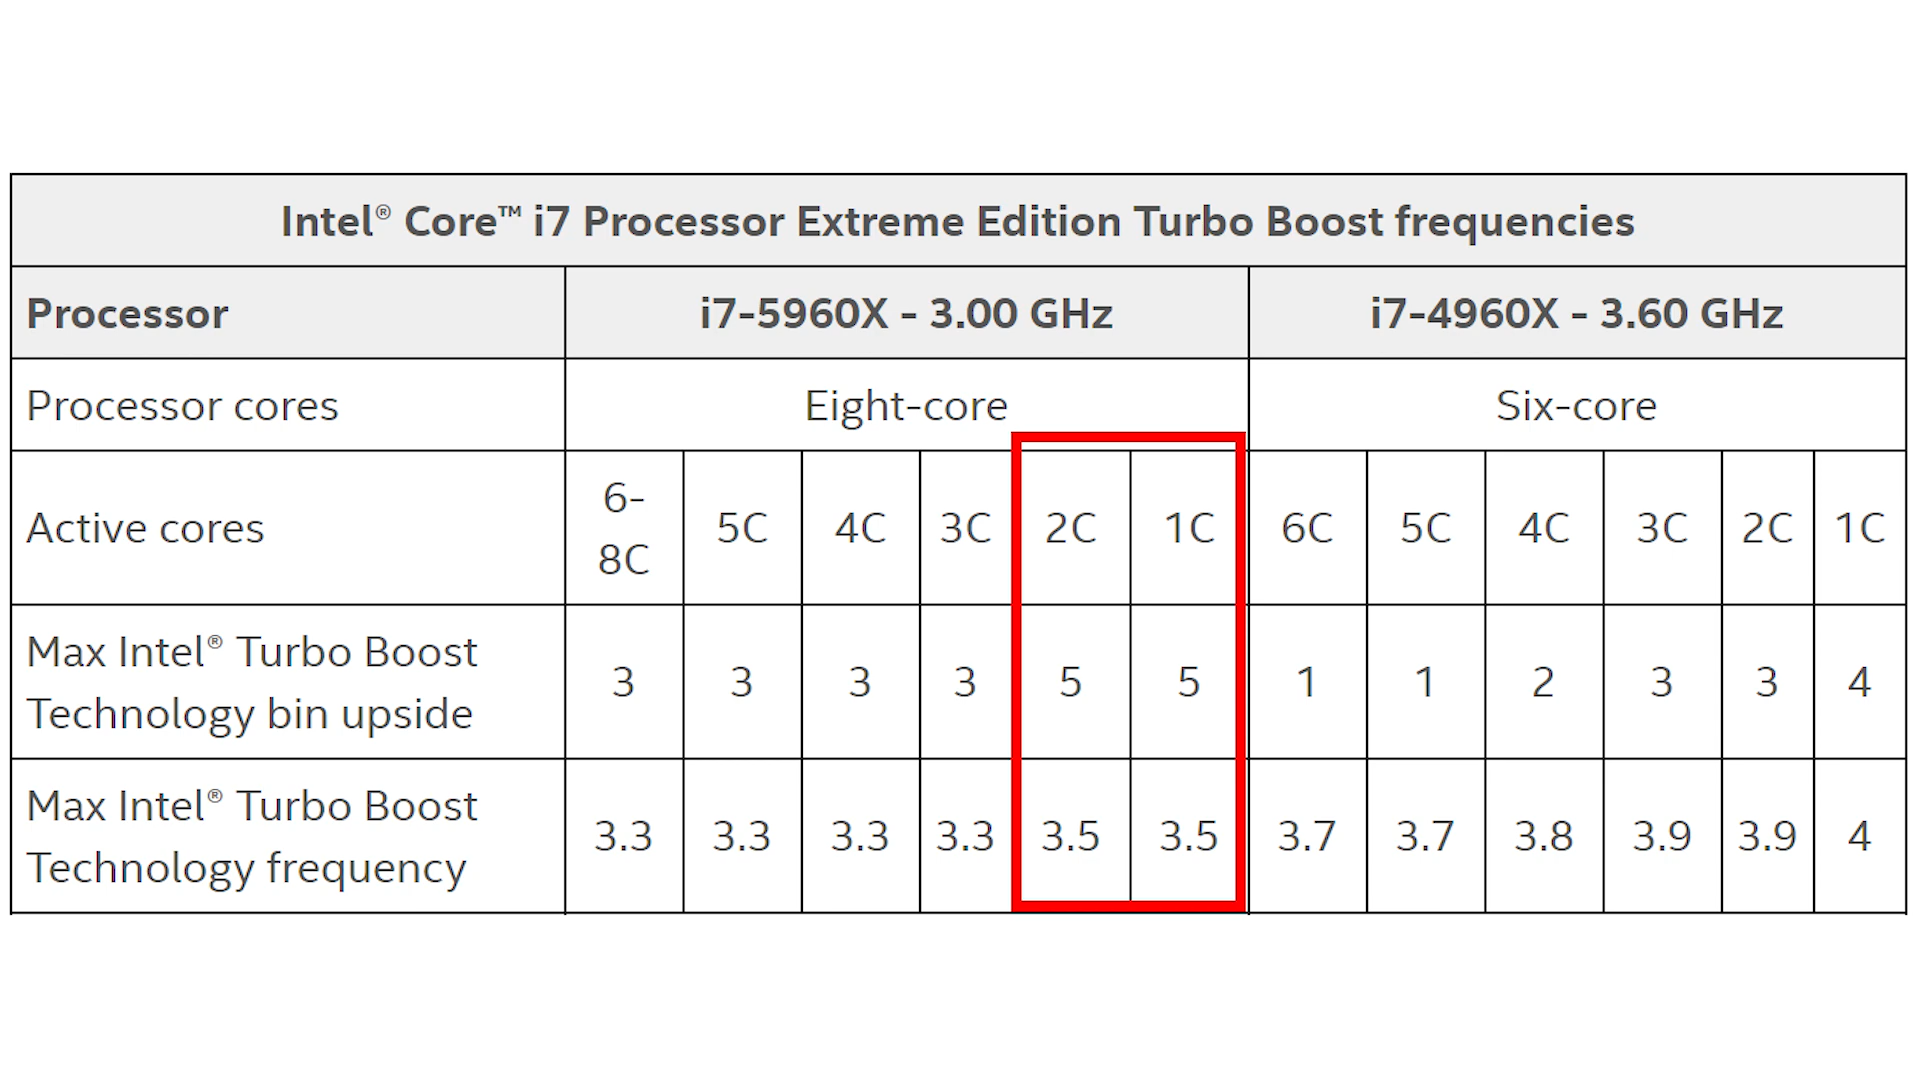 Intel® Core™ i7 Processor Extreme Edition Turbo Boost frequencies
Processor i7-5960X - 3.00 GHz i7-4960X - 3.60 GHz
Processor cores Eight-core Six-core
Active cores 6-8C 5C 4C 3C 2C 1C 6C 5C 4C 3C 2C 1C
Max Intel® Turbo Boost
Technology bin upside 3 3 3 3 5 5 1 1 2 3 3 4
Max Intel® Turbo Boost
Technology frequency 3.3 3.3 3.3 3.3 3.5 3.5 3.7 3.7 3.8 3.9 3.9 4